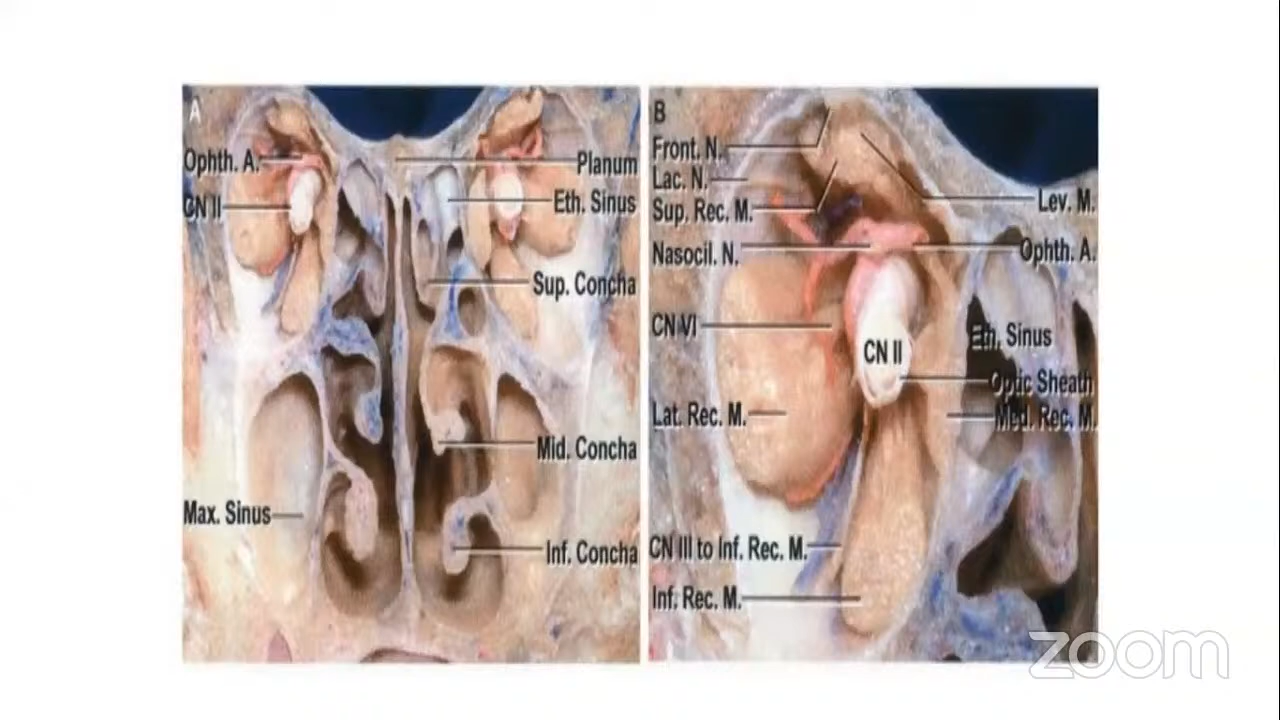 A
Ophth. A.
CN II
Max. Sinus
Planum
Eth. Sinus
Sup. Concha
Mid. Concha
Inf. Concha
B
Front. N.
Lac. N.
Sup. Rec. M.
Nasocil. N.
CN VI
Lat. Rec. M.
CN III to Inf. Rec. M.
Inf. Rec. M.
CN II
Lev. M.
Ophth. A.
Eth. Sinus
Optic Sheath
Med. Rec. M.
zoom